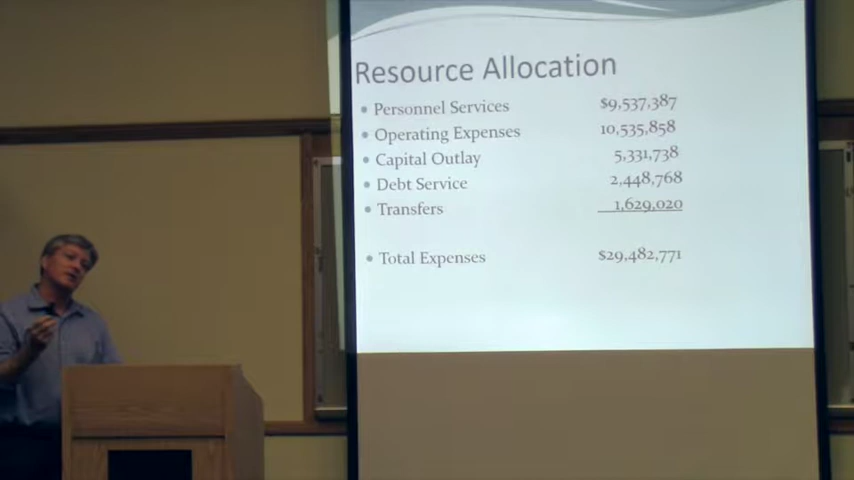 Resource Allocation
• Personnel Services $9,537,387
• Operating Expenses 10,535,858
• Capital Outlay 5,331,738
• Debt Service 2,448,768
• Transfers 1,629,020
• Total Expenses $29,482,771